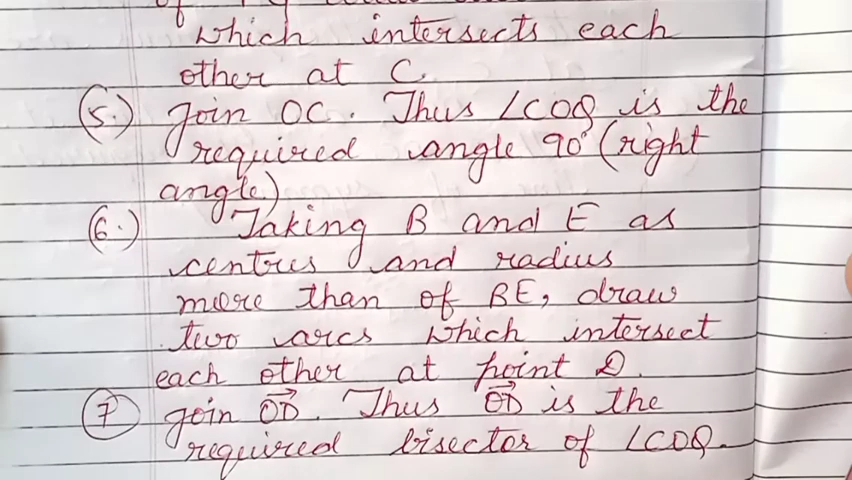 which intersects each
other at C.
(5.) Join OC. Thus ∠COQ is the
required angle 90° (right
angle)
(6.) Taking B and E as
centres and radius
more than of BE, draw
two arcs which intersect
each other at point D.
(7) Join OD⃗. Thus OD⃗ is the
required bisector of ∠COQ.